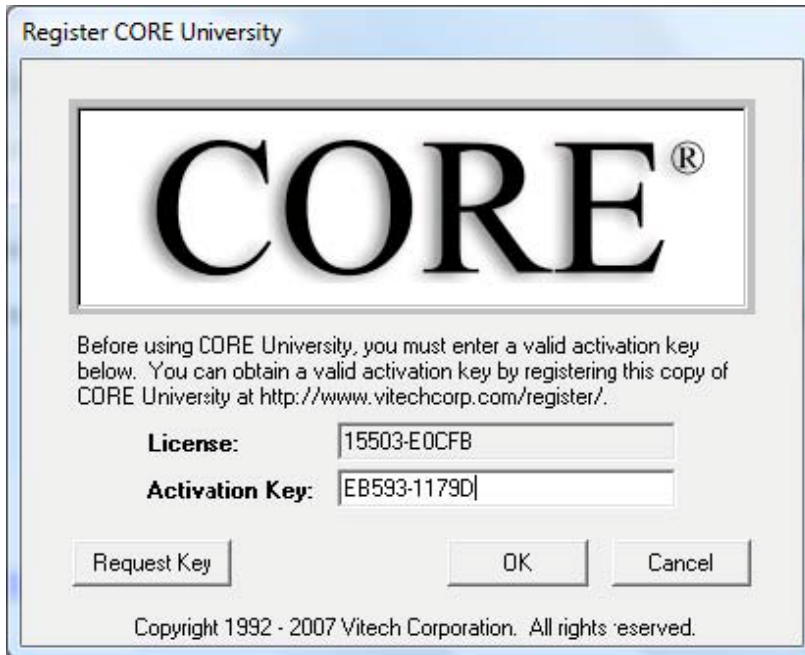 Register CORE University
CORE®
Before using CORE University, you must enter a valid activation key
below. You can obtain a valid activation key by registering this copy of
CORE University at http://www.vitechcorp.com/register/.
License: 15503-E0CFB
Activation Key: EB593-1179D
Request Key OK Cancel
Copyright 1992 - 2007 Vitech Corporation. All rights reserved.